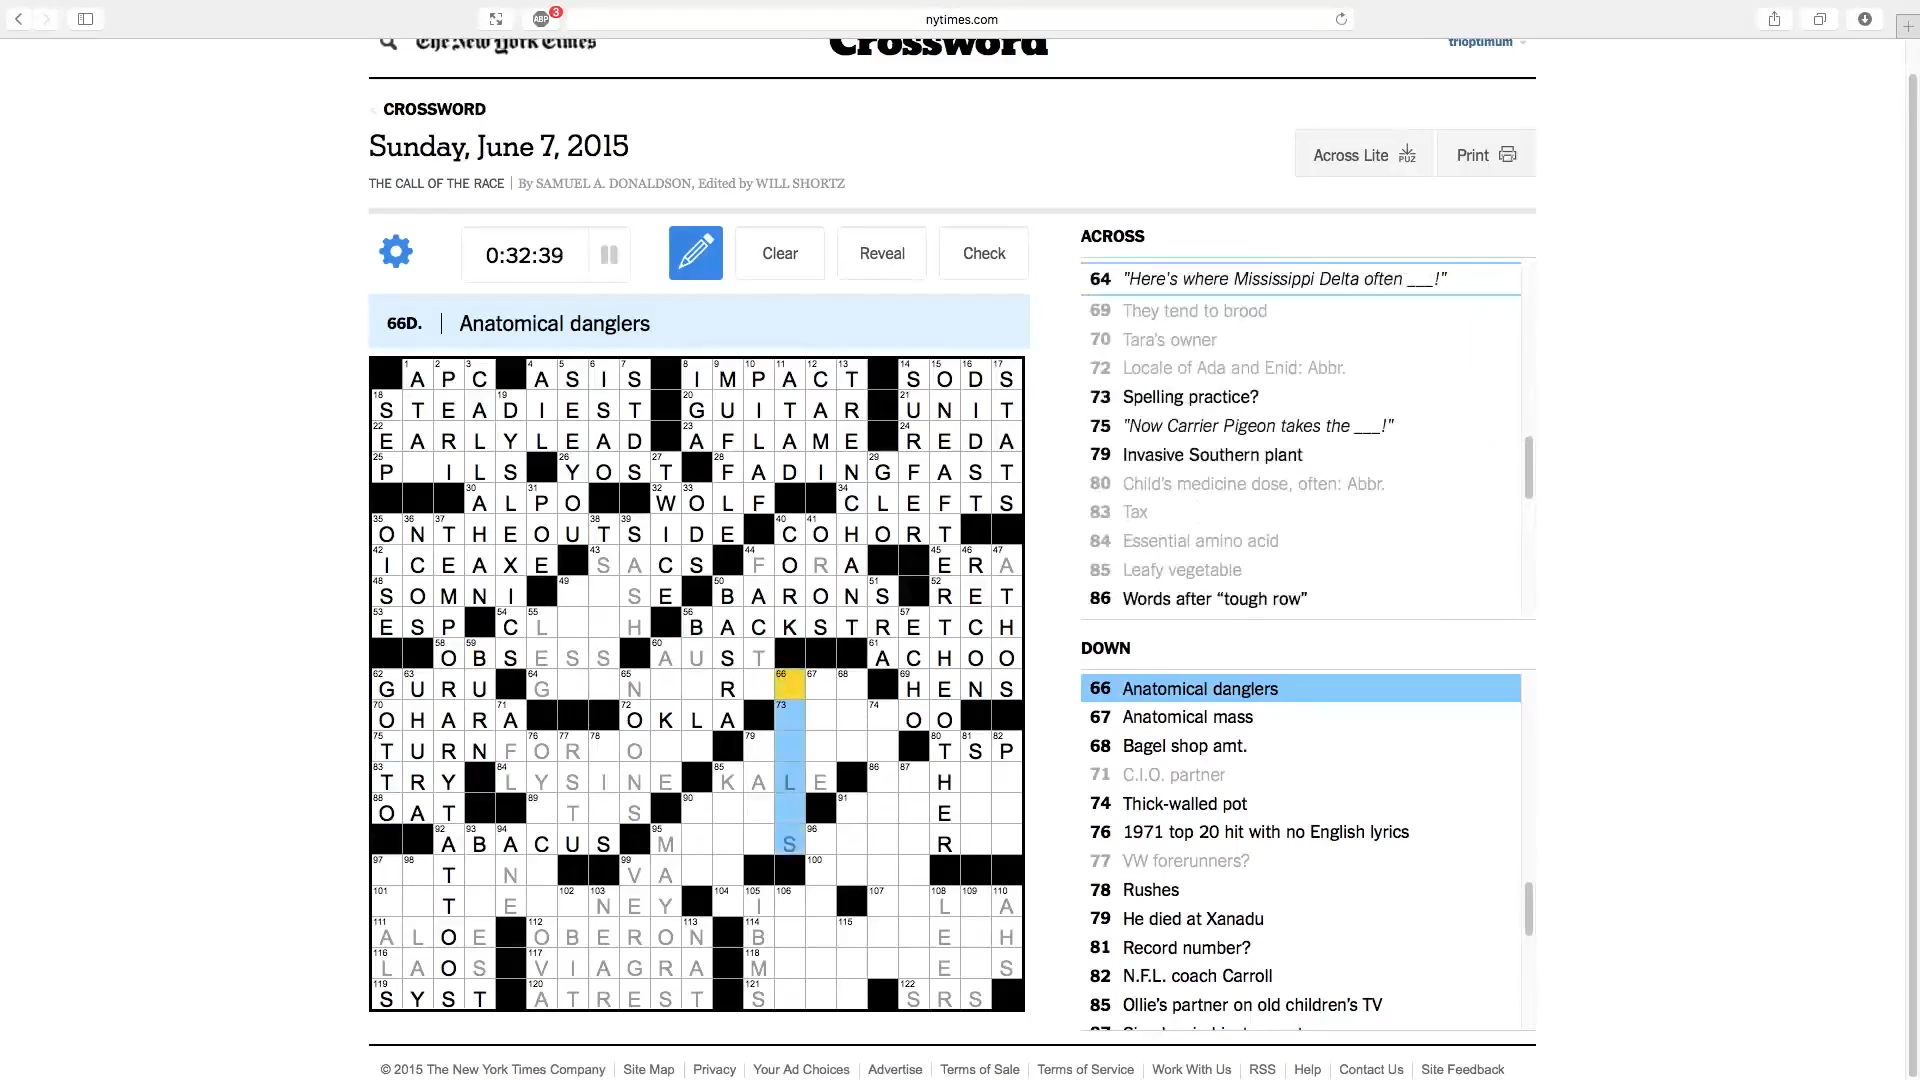 ABP
3
nytimes.com
The New York Times
Crossword
trioptimum
CROSSWORD
Sunday, June 7, 2015
Across Lite PUZ
Print
THE CALL OF THE RACE | By SAMUEL A. DONALDSON, Edited by WILL SHORTZ
0:32:39
Clear
Reveal
Check
66D. | Anatomical danglers
A P C A S I S I M P A C T S O D S
S T E A D I E S T G U I T A R U N I T
E A R L Y L E A D A F L A M E R E D A
P I L S Y O S T F A D I N G F A S T
A L P O W O L F C L E F T S
O N T H E O U T S I D E C O H O R T
I C E A X E S A C S F O R A E R A
S O M N I S E B A R O N S R E T
E S P C L H B A C K S T R E T C H
O B S E S S A U S T A C H O O
G U R U G N R H E N S
O H A R A O K L A O O
T U R N F O R O T S P
T R Y L Y S I N E K A L E H
O A T T S E
A B A C U S M S R
T N V A
T E N E Y I L A
A L O E O B E R O N B E H
L A O S V I A G R A M E S
S Y S T A T R E S T S S R S
ACROSS
64 "Here's where Mississippi Delta often ___!"
69 They tend to brood
70 Tara's owner
72 Locale of Ada and Enid: Abbr.
73 Spelling practice?
75 "Now Carrier Pigeon takes the ___!"
79 Invasive Southern plant
80 Child's medicine dose, often: Abbr.
83 Tax
84 Essential amino acid
85 Leafy vegetable
86 Words after “tough row”
DOWN
66 Anatomical danglers
67 Anatomical mass
68 Bagel shop amt.
71 C.I.O. partner
74 Thick-walled pot
76 1971 top 20 hit with no English lyrics
77 VW forerunners?
78 Rushes
79 He died at Xanadu
81 Record number?
82 N.F.L. coach Carroll
85 Ollie's partner on old children's TV
© 2015 The New York Times Company | Site Map | Privacy | Your Ad Choices | Advertise | Terms of Sale | Terms of Service | Work With Us | RSS | Help | Contact Us | Site Feedback